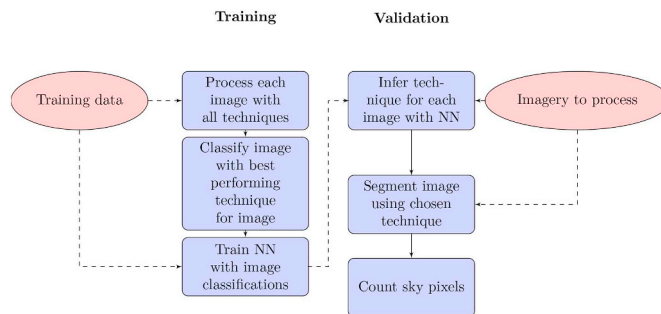 Training
Validation
Training data
Process each
image with
all techniques
Classify image
with best
performing
technique
for image
Train NN
with image
classifications
Infer tech-
nique for each
image with NN
Segment image
using chosen
technique
Count sky pixels
Imagery to process